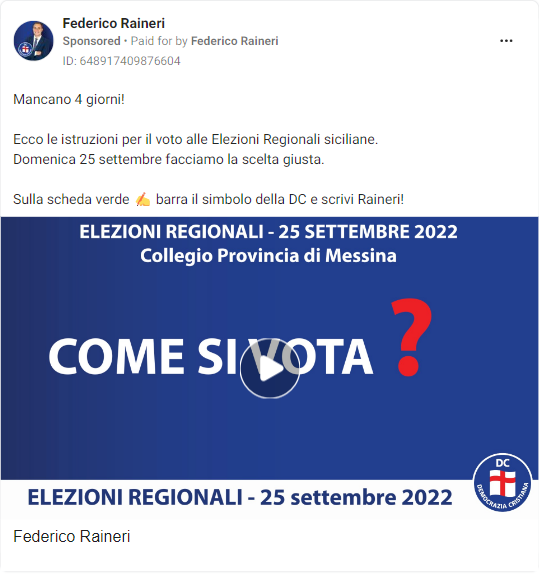 Federico Raineri
Sponsored • Paid for by Federico Raineri
ID: 648917409876604
Mancano 4 giorni!
Ecco le istruzioni per il voto alle Elezioni Regionali siciliane.
Domenica 25 settembre facciamo la scelta giusta.
Sulla scheda verde ✍️ barra il simbolo della DC e scrivi Raineri!
ELEZIONI REGIONALI - 25 SETTEMBRE 2022
Collegio Provincia di Messina
COME SI VOTA ?
DC
DEMOCRAZIA CRISTIANA
ELEZIONI REGIONALI - 25 settembre 2022
Federico Raineri